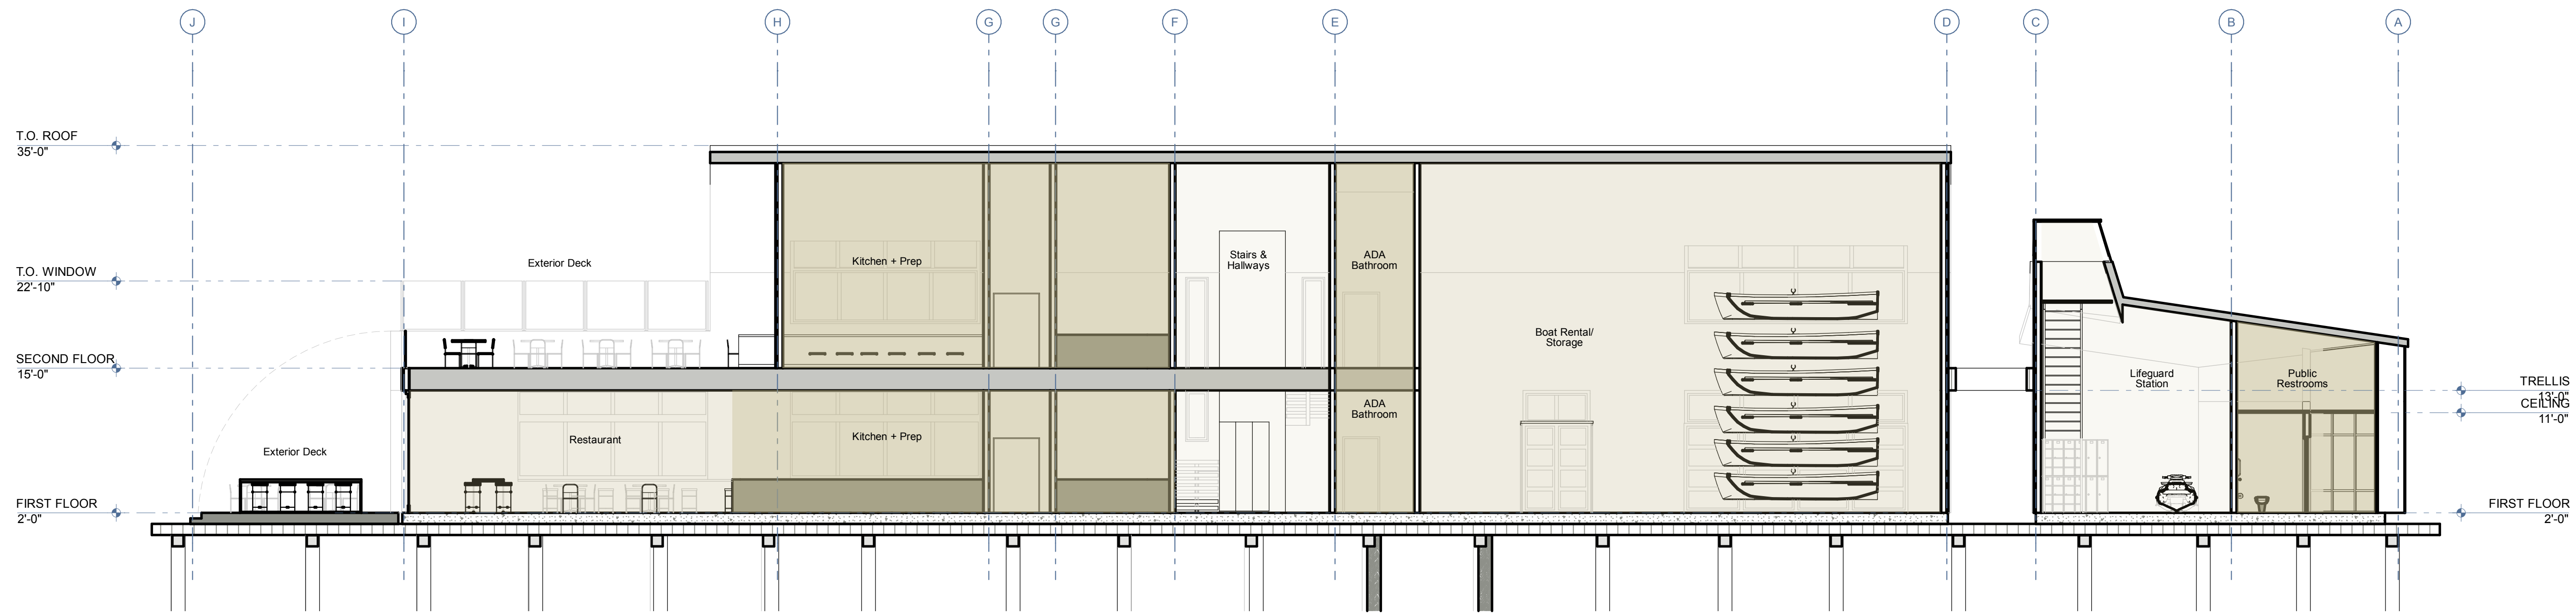 J I H G G F E D C B A
T.O. ROOF
35'-0"
T.O. WINDOW
22'-10"
SECOND FLOOR
15'-0"
FIRST FLOOR
2'-0"
Exterior Deck
Kitchen + Prep
Stairs &
Hallways
ADA
Bathroom
Boat Rental/
Storage
Exterior Deck
Restaurant
Kitchen + Prep
ADA
Bathroom
Lifeguard
Station
Public
Restrooms
TRELLIS
13'-0"
CEILING
11'-0"
FIRST FLOOR
2'-0"